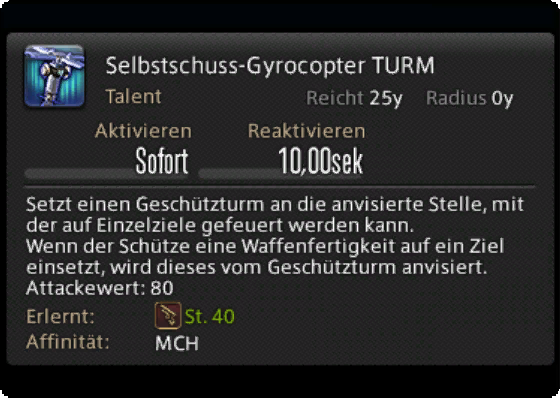 Selbstschuss-Gyrocopter TURM
Talent Reicht 25y Radius 0y
Aktivieren Reaktivieren
Sofort 10,00sek
Setzt einen Geschützturm an die anvisierte Stelle, mit
der auf Einzelziele gefeuert werden kann.
Wenn der Schütze eine Waffenfertigkeit auf ein Ziel
einsetzt, wird dieses vom Geschützturm anvisiert.
Attackewert: 80
Erlernt: St. 40
Affinität: MCH